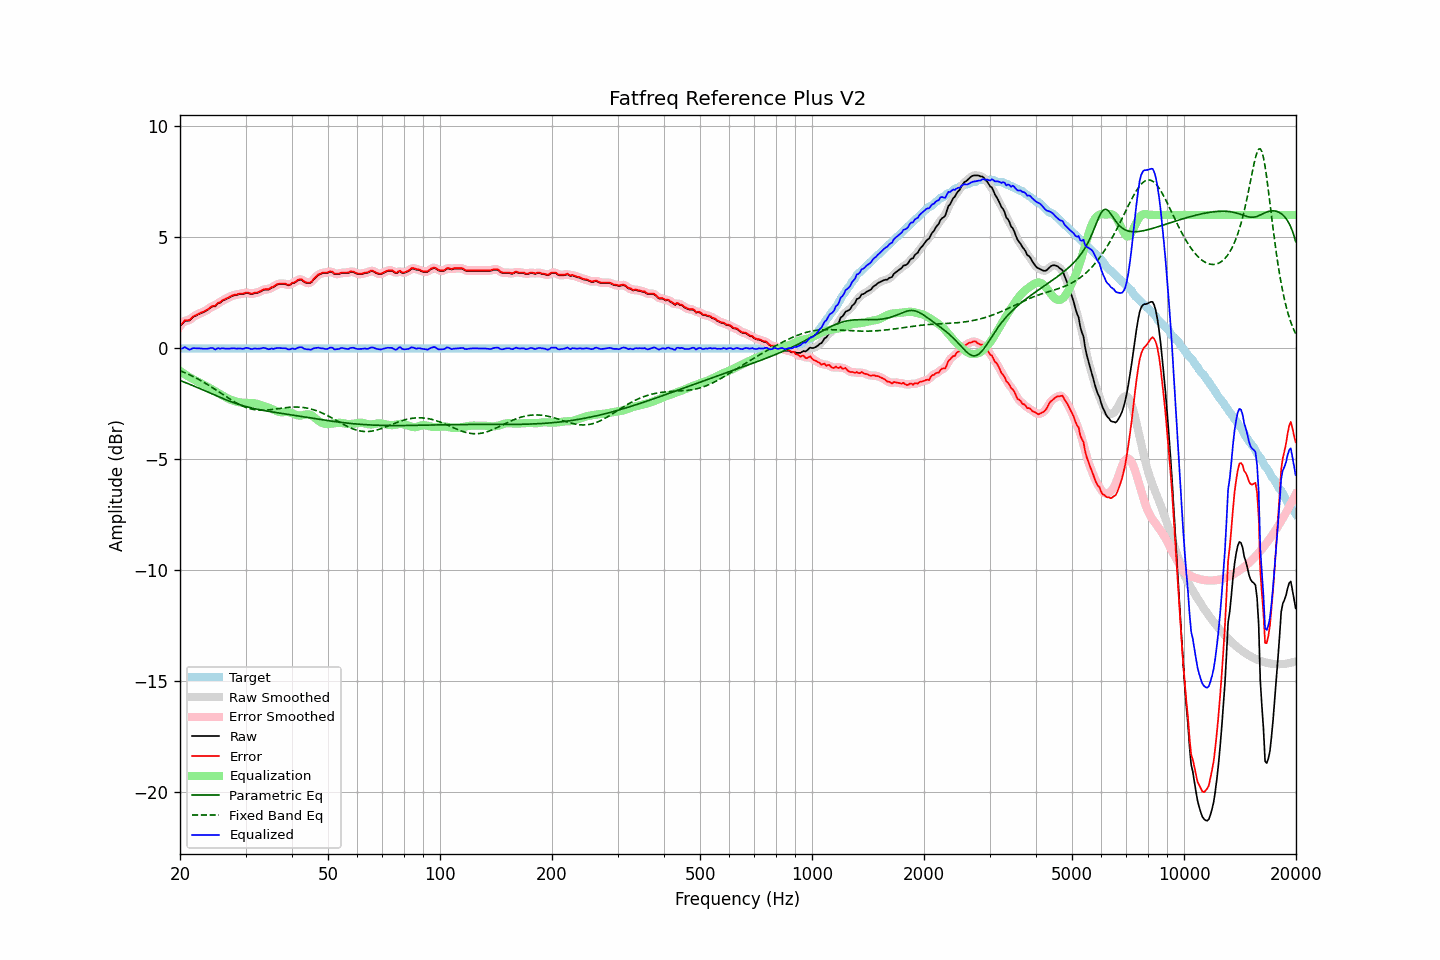 Fatfreq Reference Plus V2
10
5
0
−5
−10
−15
−20
Amplitude (dBr)
Target
Raw Smoothed
Error Smoothed
Raw
Error
Equalization
Parametric Eq
Fixed Band Eq
Equalized
20 50 100 200 500 1000 2000 5000 10000 20000
Frequency (Hz)